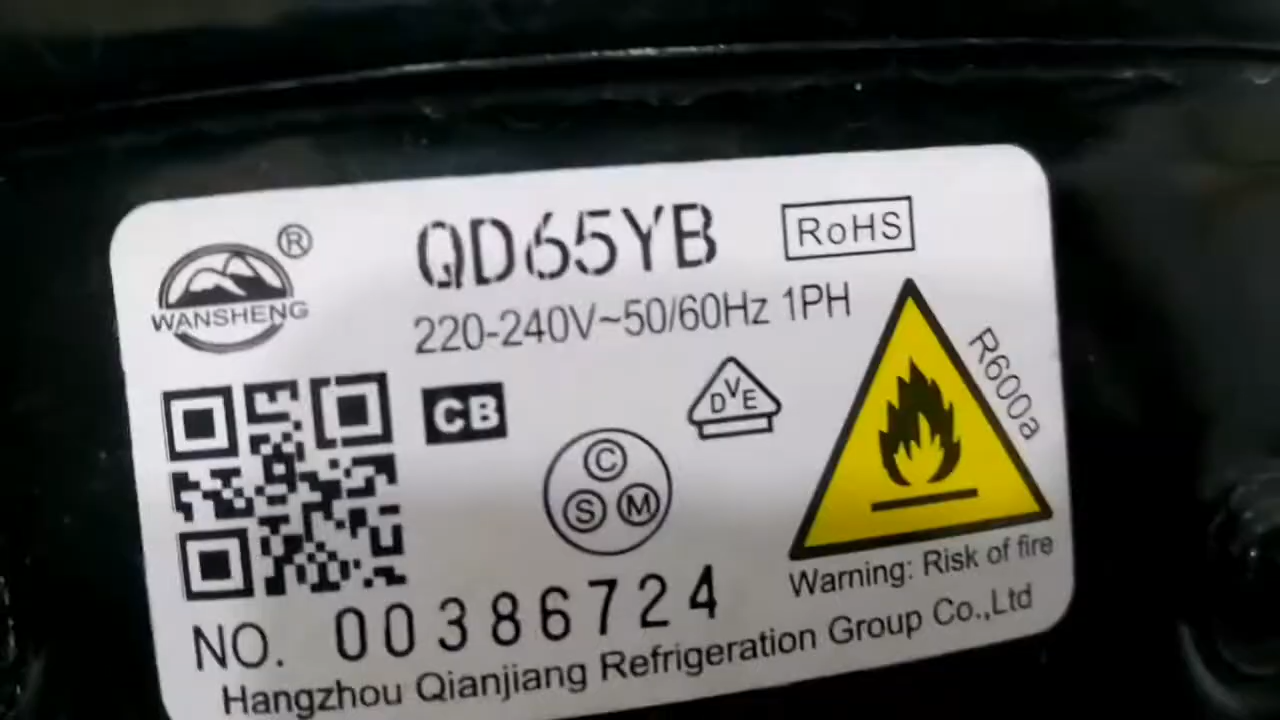 WANSHENG ®
QD65YB
RoHS
220-240V~50/60Hz 1PH
CB
DVE
C
S M
R600a
NO. 00386724
Warning: Risk of fire
Hangzhou Qianjiang Refrigeration Group Co.,Ltd